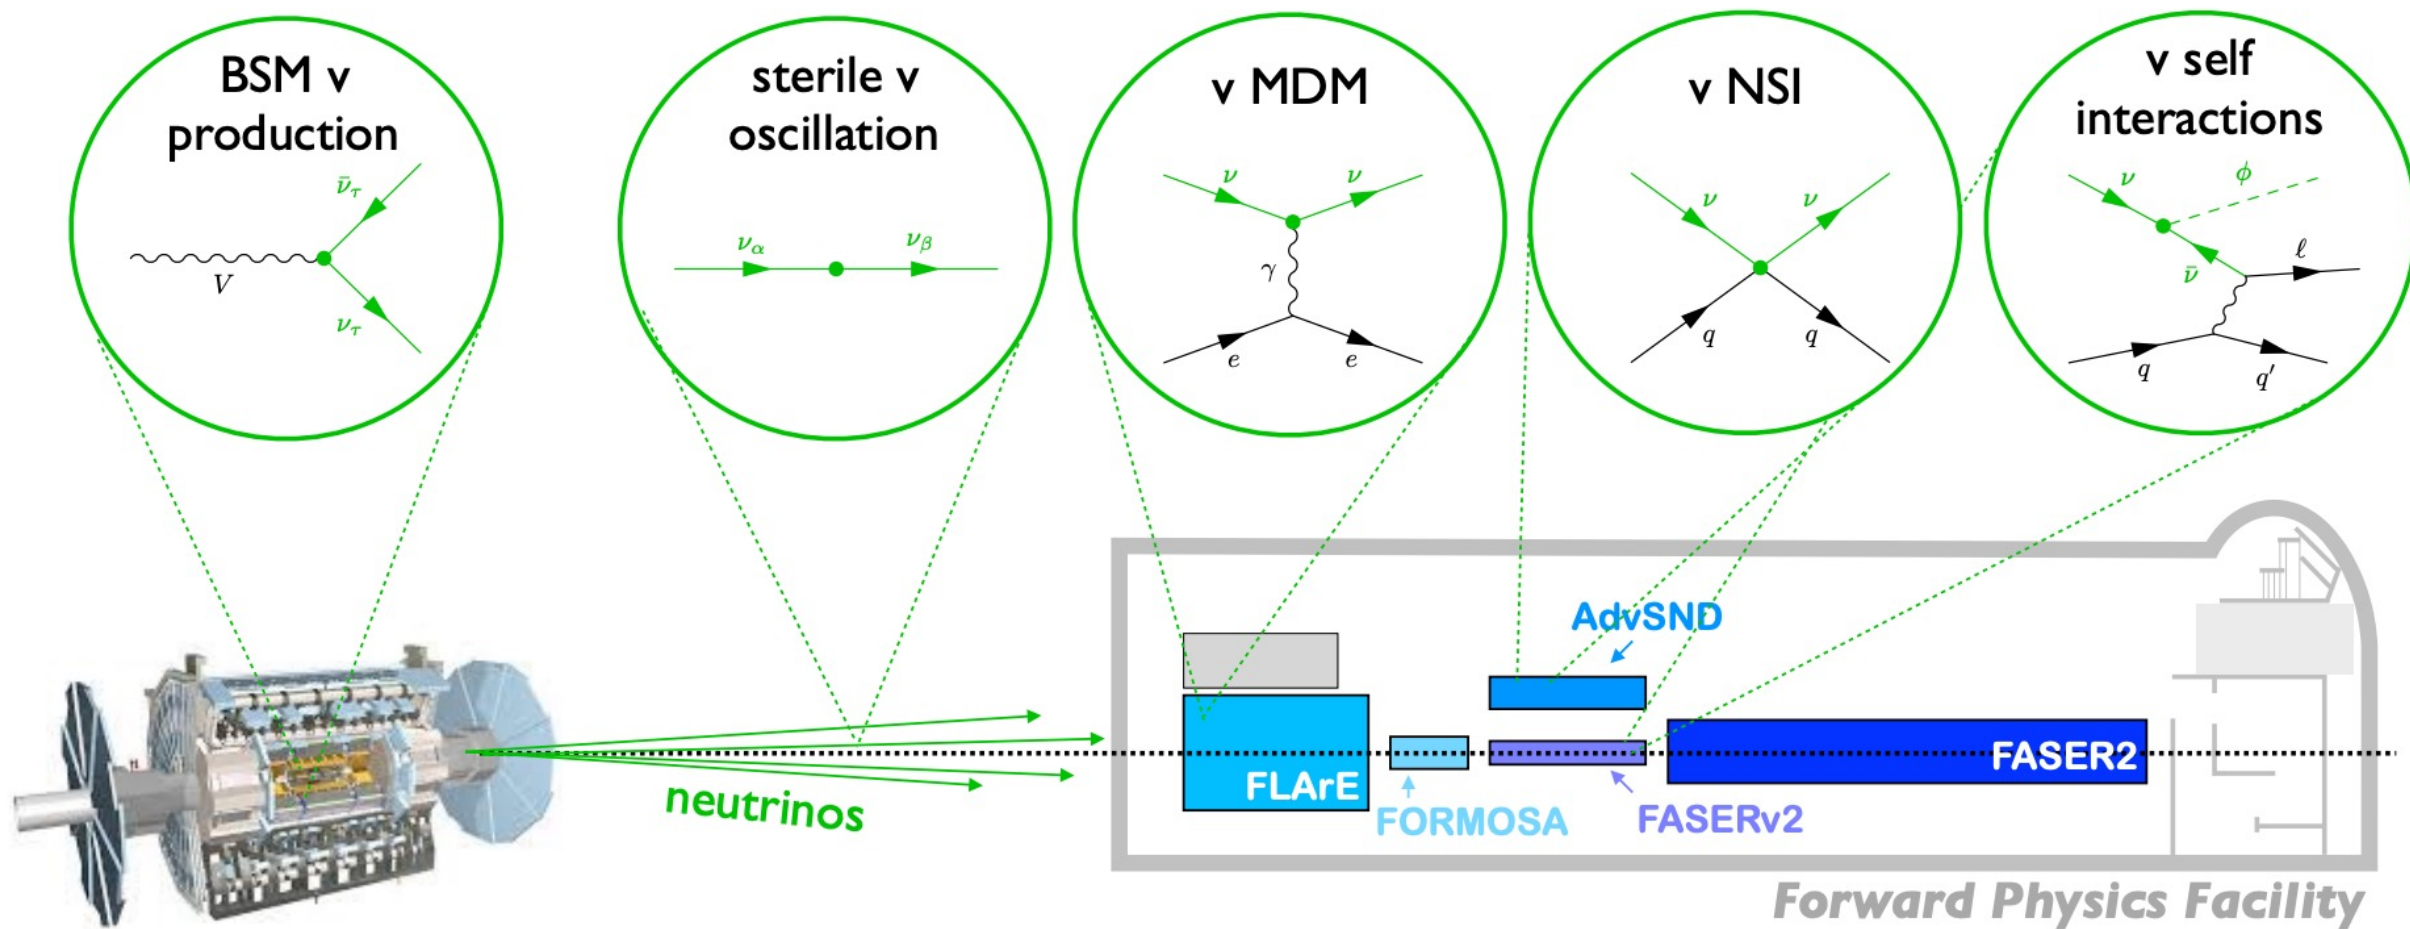 BSM ν
production
ν̄τ
V
ντ
sterile ν
oscillation
να
νβ
ν MDM
ν
ν
γ
e
e
ν NSI
ν
ν
q
q
ν self
interactions
ν
ϕ
ν̄
ℓ
q
q′
neutrinos
AdvSND
FLArE
FORMOSA
FASERν2
FASER2
Forward Physics Facility